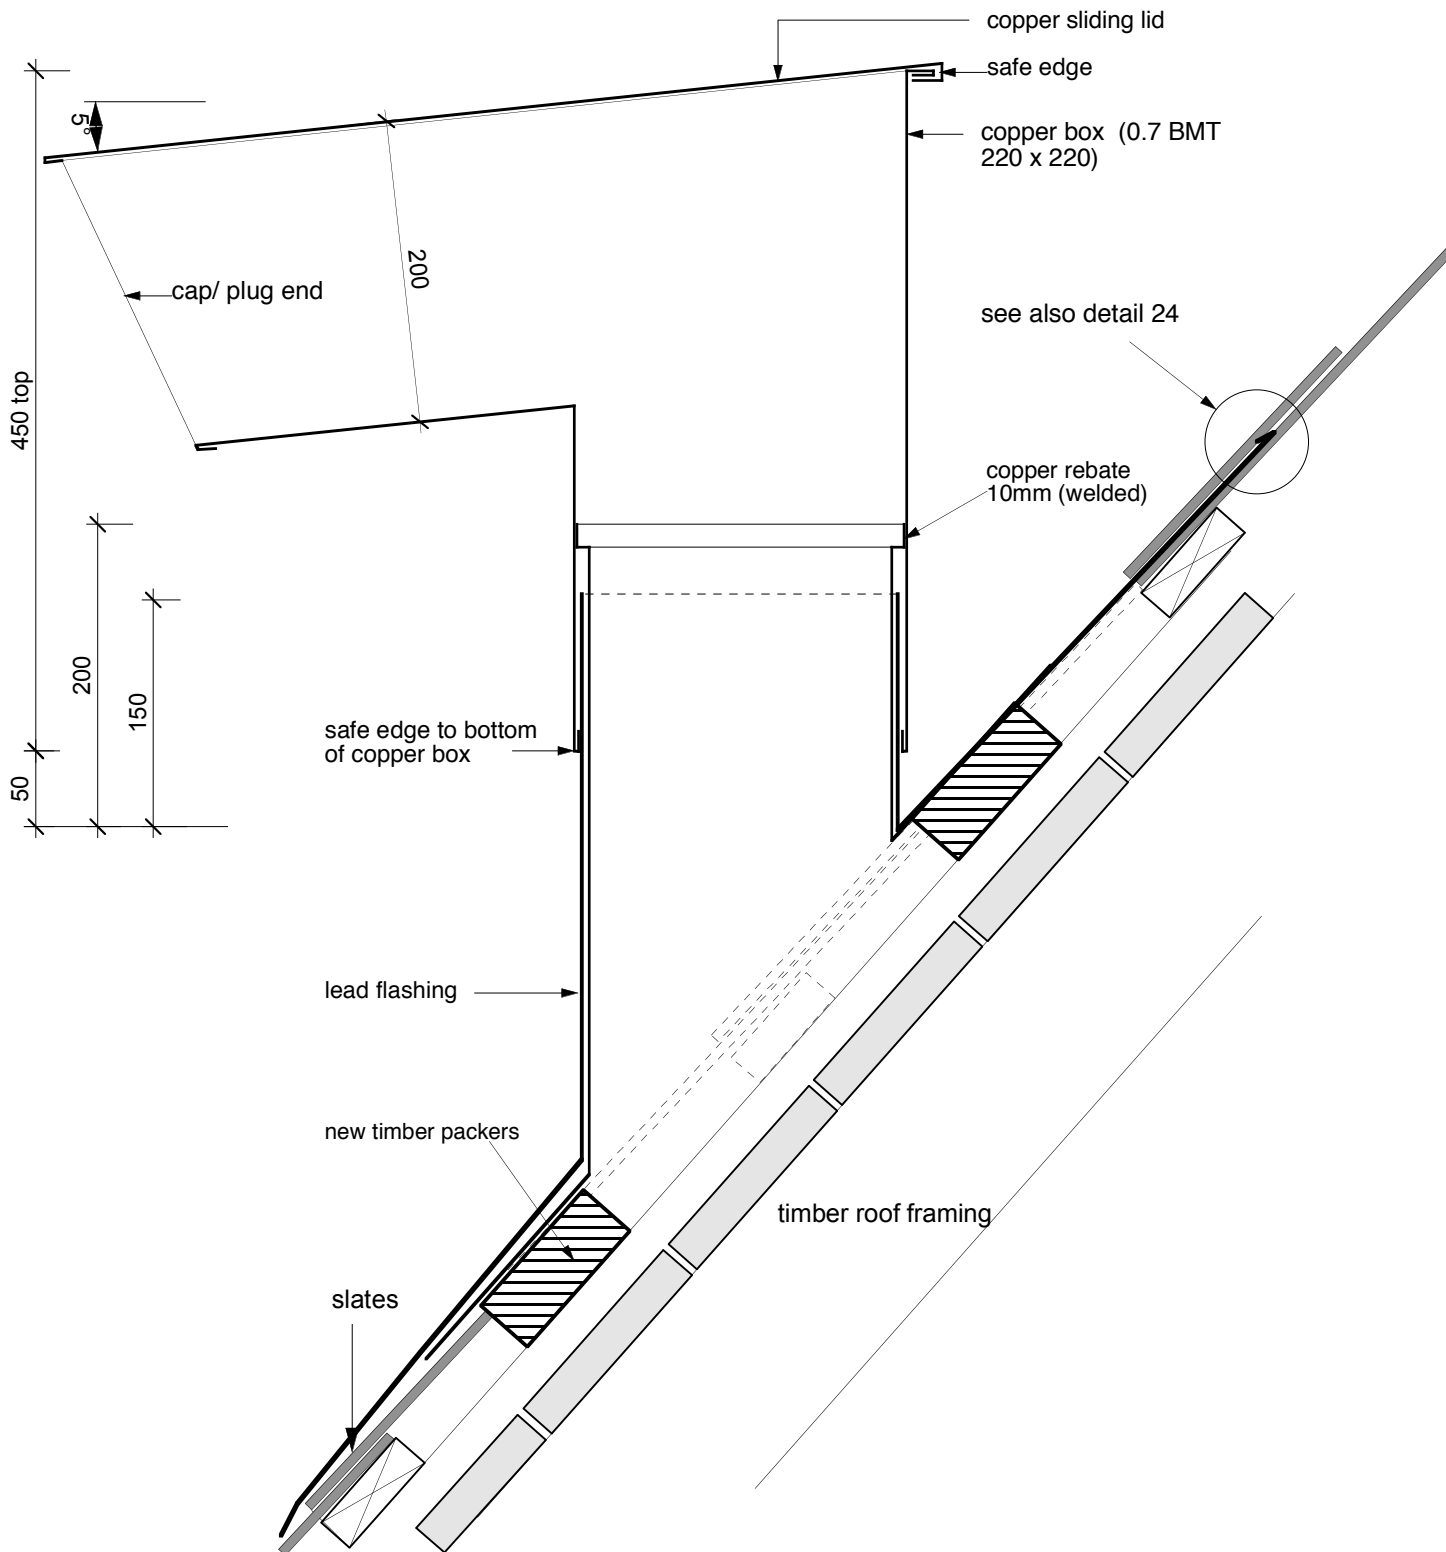 copper sliding lid
safe edge
5°
copper box (0.7 BMT
220 x 220)
200
cap/ plug end
see also detail 24
450 top
copper rebate
10mm (welded)
200
150
safe edge to bottom
of copper box
50
lead flashing
new timber packers
timber roof framing
slates